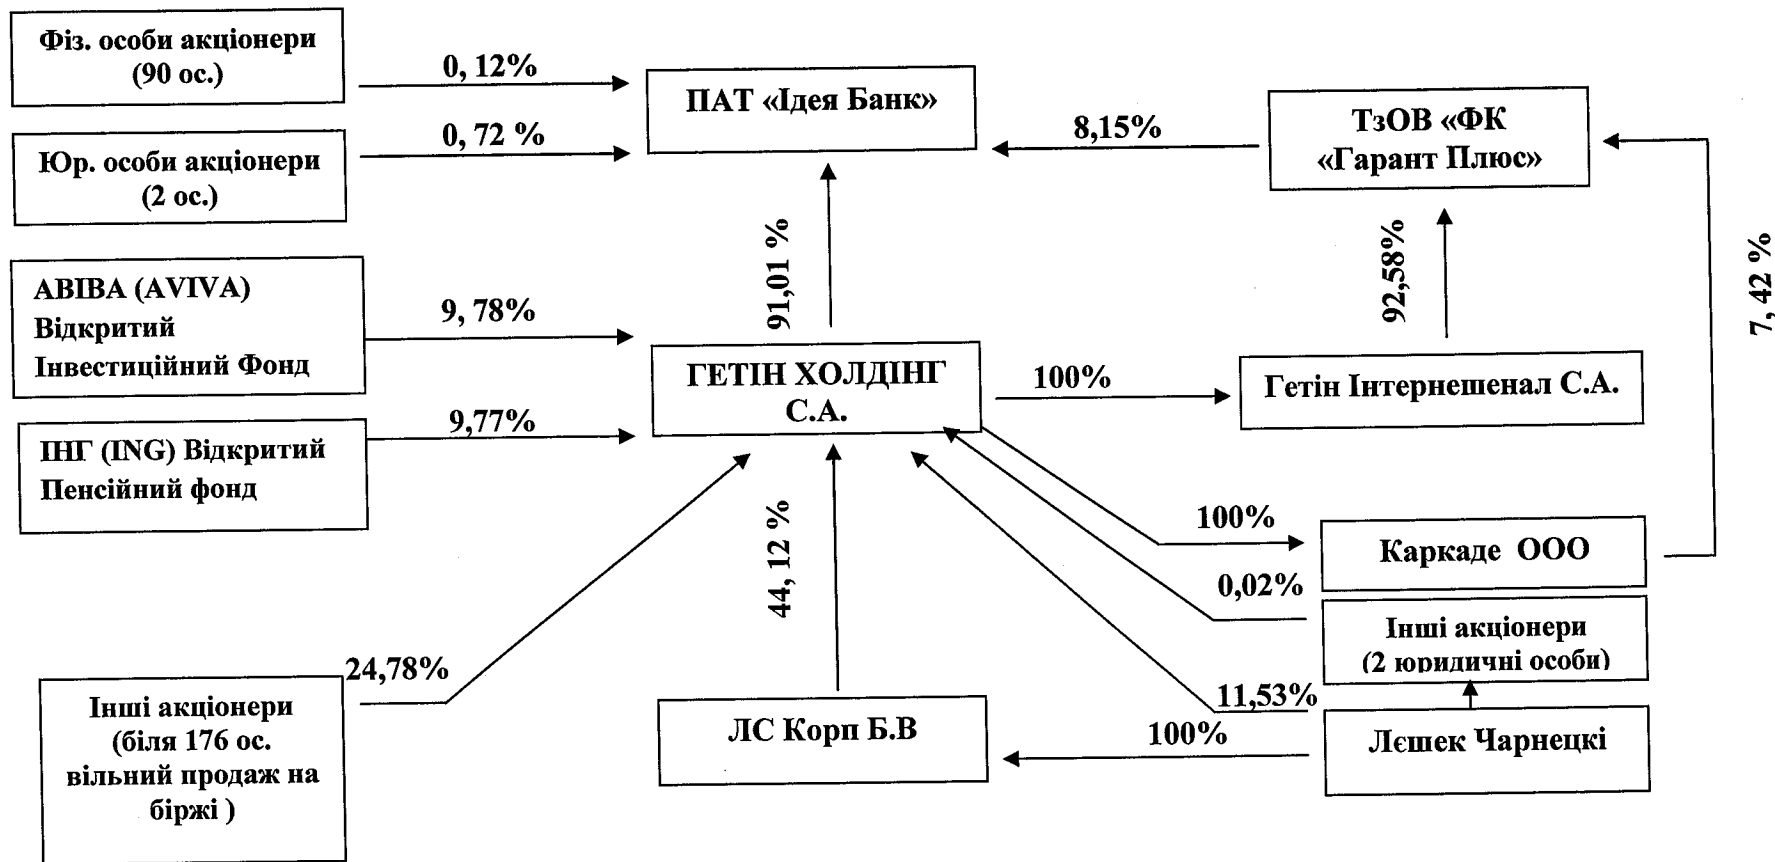 Фіз. особи акціонери
(90 ос.)
0, 12%
ПАТ «Ідея Банк»
8,15%
ТзОВ «ФК
«Гарант Плюс»
Юр. особи акціонери
(2 ос.)
0, 72 %
91,01 %
92,58%
7, 42 %
АВІВА (AVIVA)
Відкритий
Інвестиційний Фонд
9, 78%
ГЕТІН ХОЛДІНГ
С.А.
100%
Гетін Інтернешенал С.А.
ІНГ (ING) Відкритий
Пенсійний фонд
9,77%
44, 12 %
100%
Каркаде ООО
0,02%
Інші акціонери
(2 юридичні особи)
24,78%
Інші акціонери
(біля 176 ос.
вільний продаж на
біржі )
ЛС Корп Б.В
11,53%
100%
Лєшек Чарнецкі